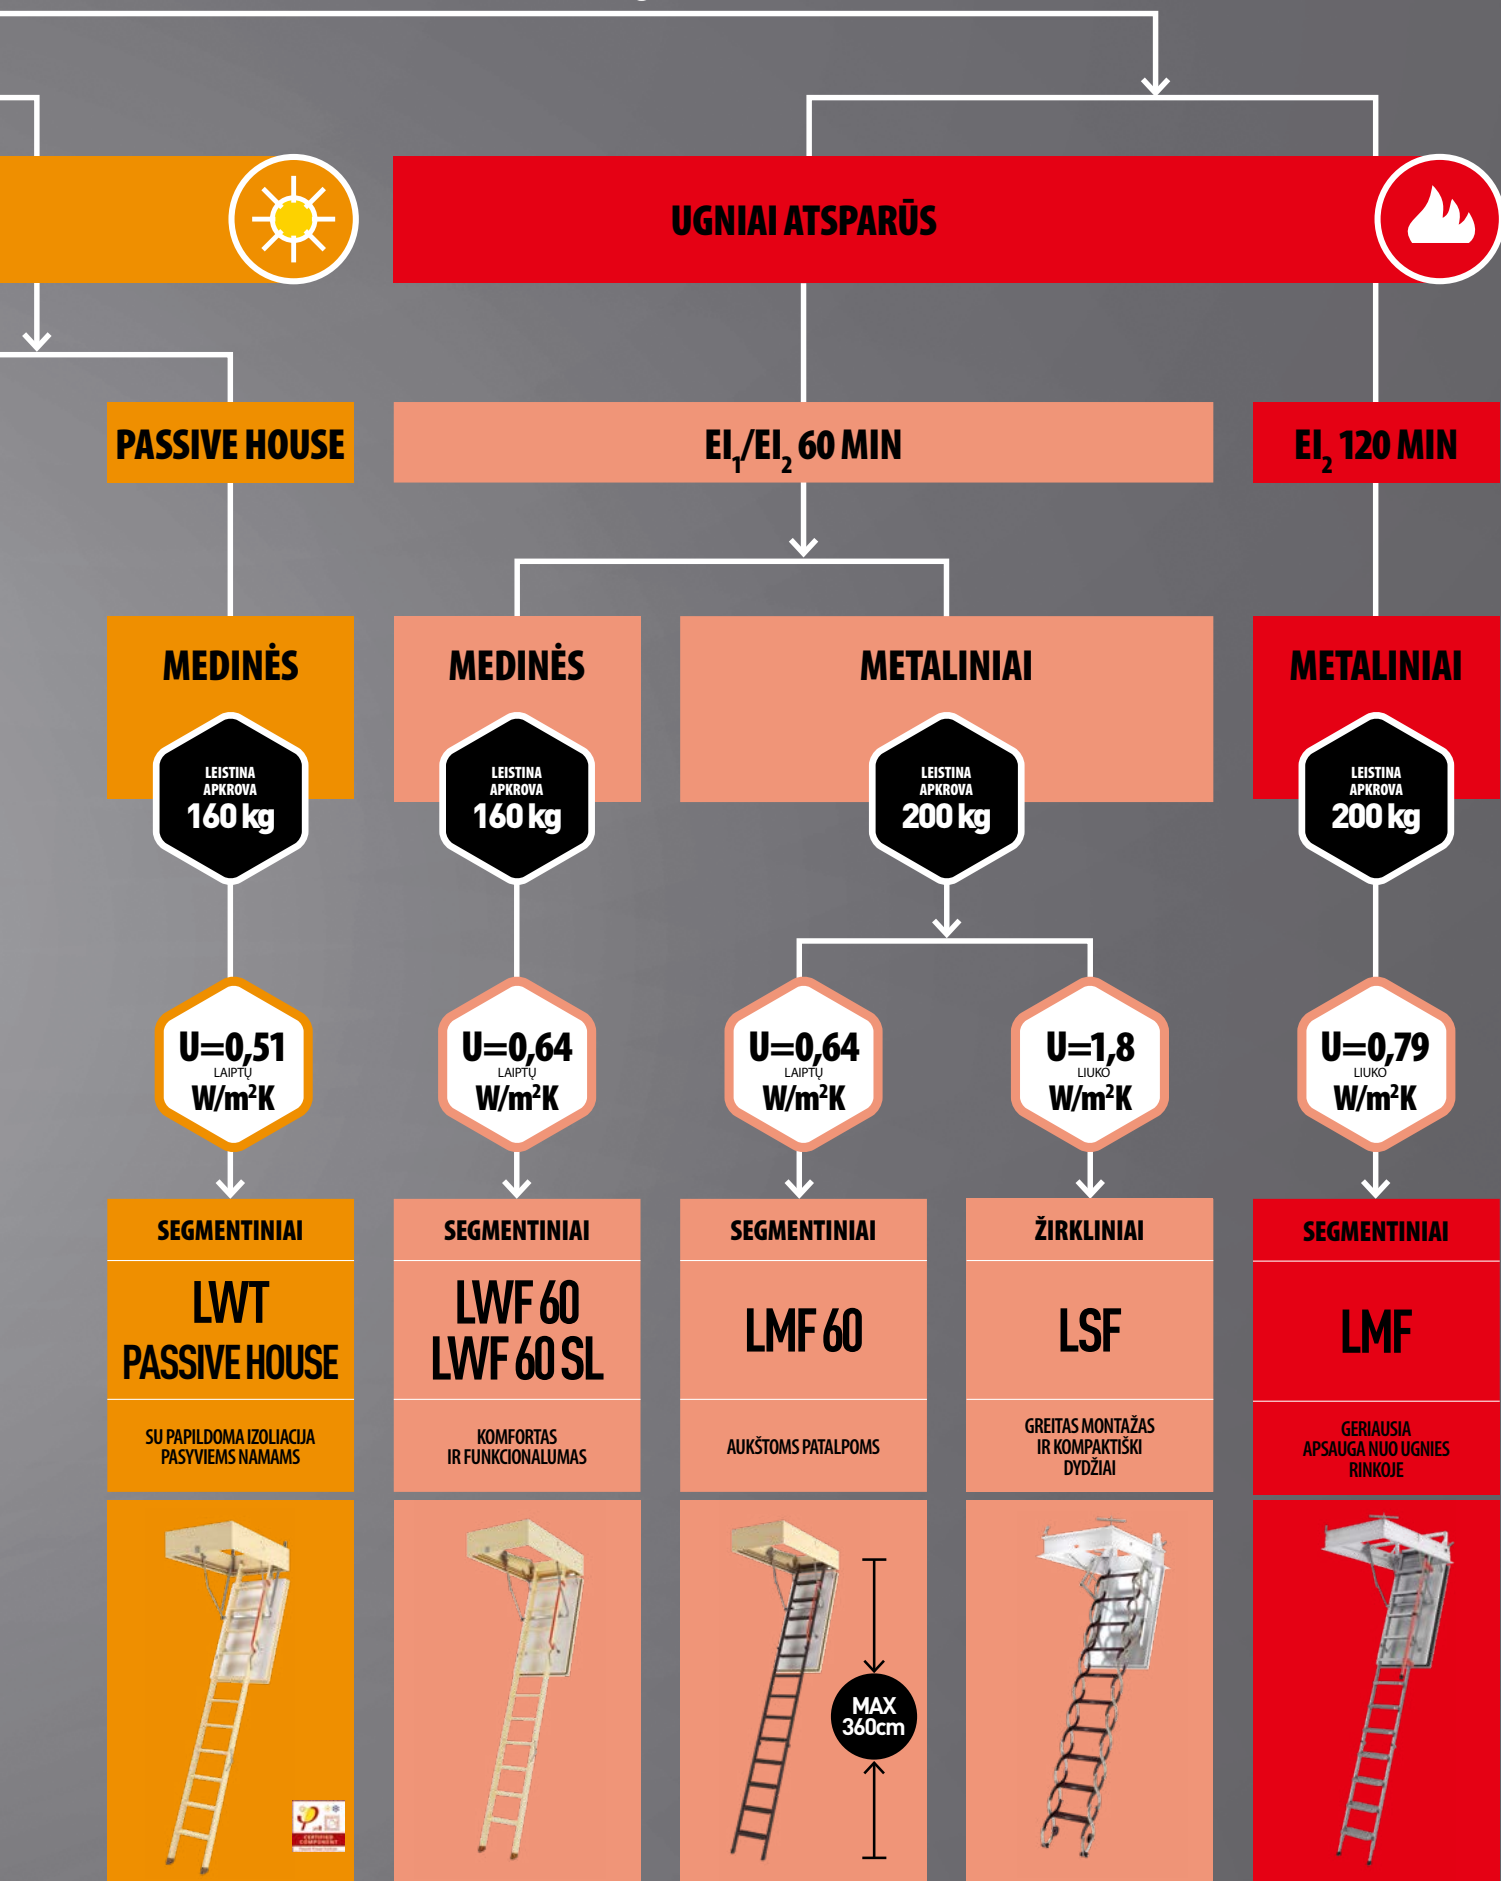 UGNIAI ATSPARŪS
PASSIVE HOUSE
EI₁/EI₂ 60 MIN
EI₂ 120 MIN
MEDINĖS
MEDINĖS
METALINIAI
METALINIAI
LEISTINA
APKROVA
160 kg
LEISTINA
APKROVA
160 kg
LEISTINA
APKROVA
200 kg
LEISTINA
APKROVA
200 kg
U=0,51
LAIPTŲ
W/m²K
U=0,64
LAIPTŲ
W/m²K
U=0,64
LAIPTŲ
W/m²K
U=1,8
LIUKO
W/m²K
U=0,79
LIUKO
W/m²K
SEGMENTINIAI
LWT
PASSIVE HOUSE
SU PAPILDOMA IZOLIACIJA
PASYVIEMS NAMAMS
SEGMENTINIAI
LWF 60
LWF 60 SL
KOMFORTAS
IR FUNKCIONALUMAS
SEGMENTINIAI
LMF 60
AUKŠTOMS PATALPOMS
ŽIRKLINIAI
LSF
GREITAS MONTAŽAS
IR KOMPAKTIŠKI
DYDŽIAI
SEGMENTINIAI
LMF
GERIAUSIA
APSAUGA NUO UGNIES
RINKOJE
MAX
360cm
CERTIFIED
COMPONENT